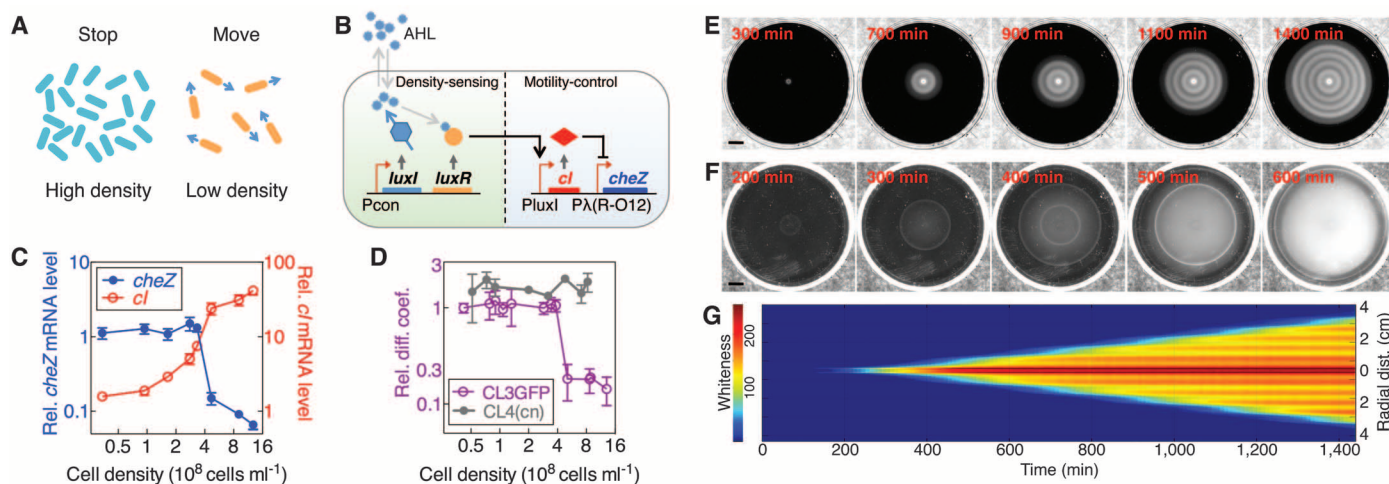 A
Stop
Move
High density
Low density
B
AHL
Density-sensing
Motility-control
luxI
luxR
cI
cheZ
Pcon
PluxI
Pλ(R-O12)
C
Rel. cheZ mRNA level
10
1
0.1
cheZ
cI
100
10
1
Rel. cI mRNA level
0.5 1 2 4 8 16
Cell density (10⁸ cells ml⁻¹)
D
Rel. diff. coef.
3
1
0.3
0.1
CL3GFP
CL4(cn)
0.5 1 2 4 8 16
Cell density (10⁸ cells ml⁻¹)
E
300 min
700 min
900 min
1100 min
1400 min
F
200 min
300 min
400 min
500 min
600 min
G
Whiteness
200
100
4
2
0
2
4
Radial dist. (cm)
0 200 400 600 800 1,000 1,200 1,400
Time (min)